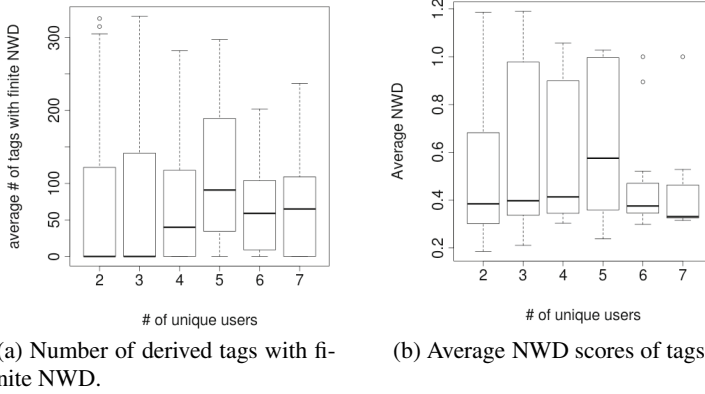 average # of tags with finite NWD
300
200
100
50
0
2 3 4 5 6 7
# of unique users
(a) Number of derived tags with fi-
nite NWD.
Average NWD
1.2
1.0
0.8
0.6
0.4
0.2
2 3 4 5 6 7
# of unique users
(b) Average NWD scores of tags